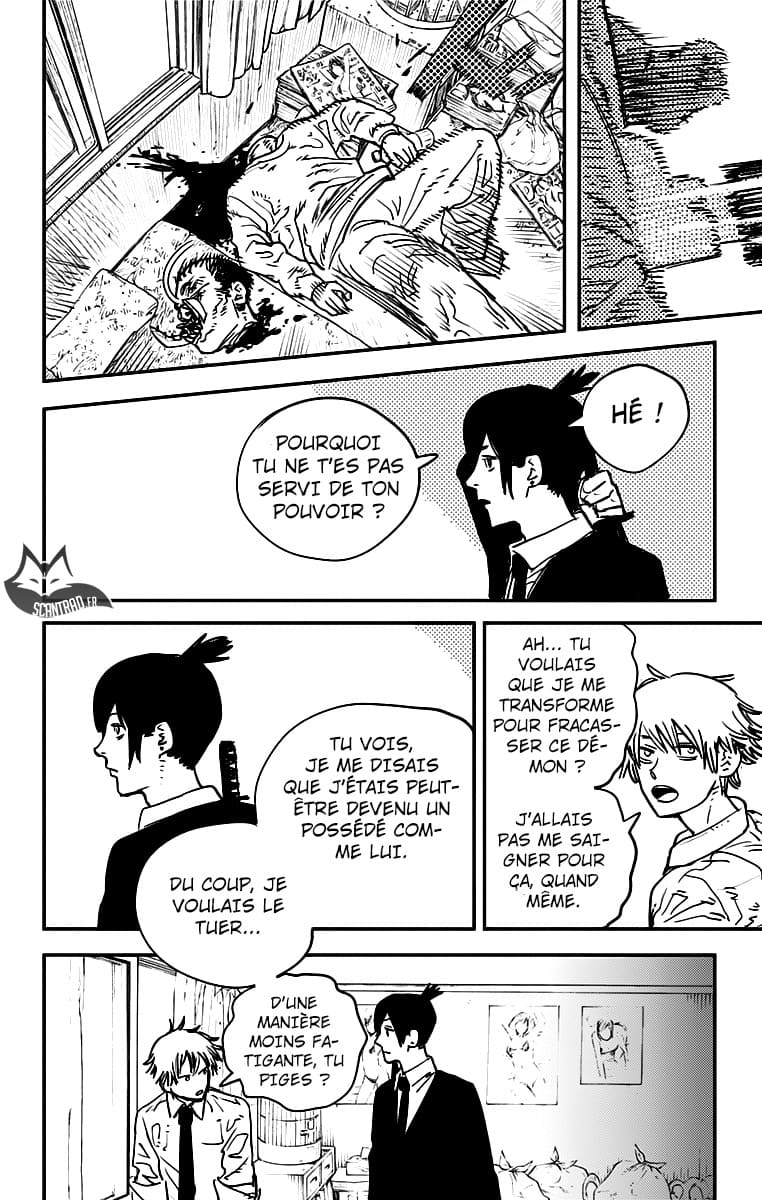 HÉ !
POURQUOI
TU NE T'ES PAS
SERVI DE TON
POUVOIR ?
SCANTRAD.FR
AH... TU
VOULAIS
QUE JE ME
TRANSFORME
POUR FRACAS-
SER CE DÉ-
MON ?
J'ALLAIS
PAS ME SAI-
GNER POUR
ÇA, QUAND
MÊME.
TU VOIS,
JE ME DISAIS
QUE J'ÉTAIS PEUT-
ÊTRE DEVENU UN
POSSÉDÉ COM-
ME LUI.
DU COUP, JE
VOULAIS LE
TUER...
D'UNE
MANIÈRE
MOINS FA-
TIGANTE, TU
PIGES ?